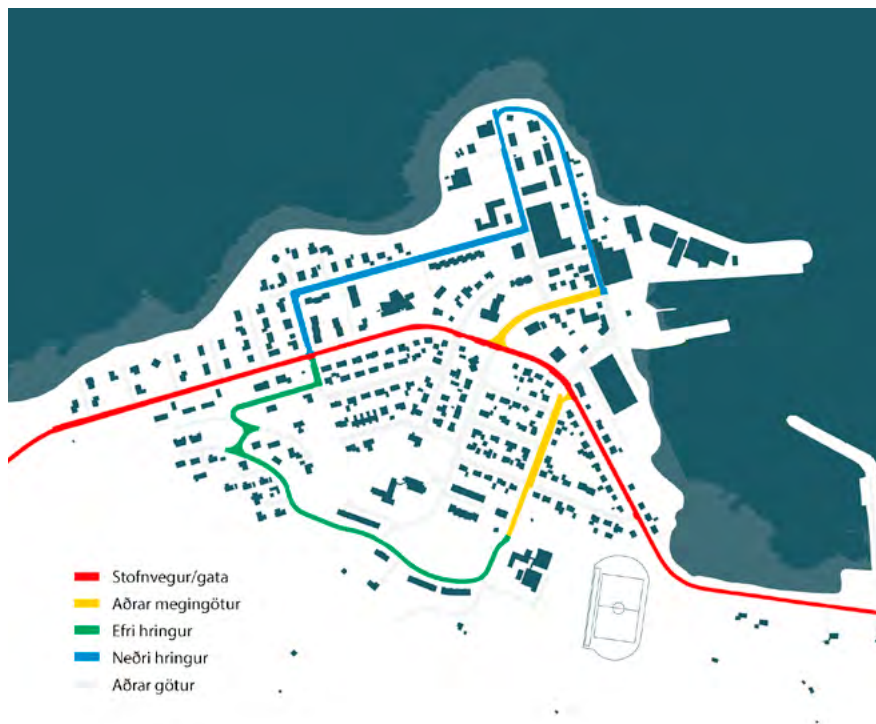 Stofnvegur/gata
Aðrar megingötur
Efri hringur
Neðri hringur
Aðrar götur